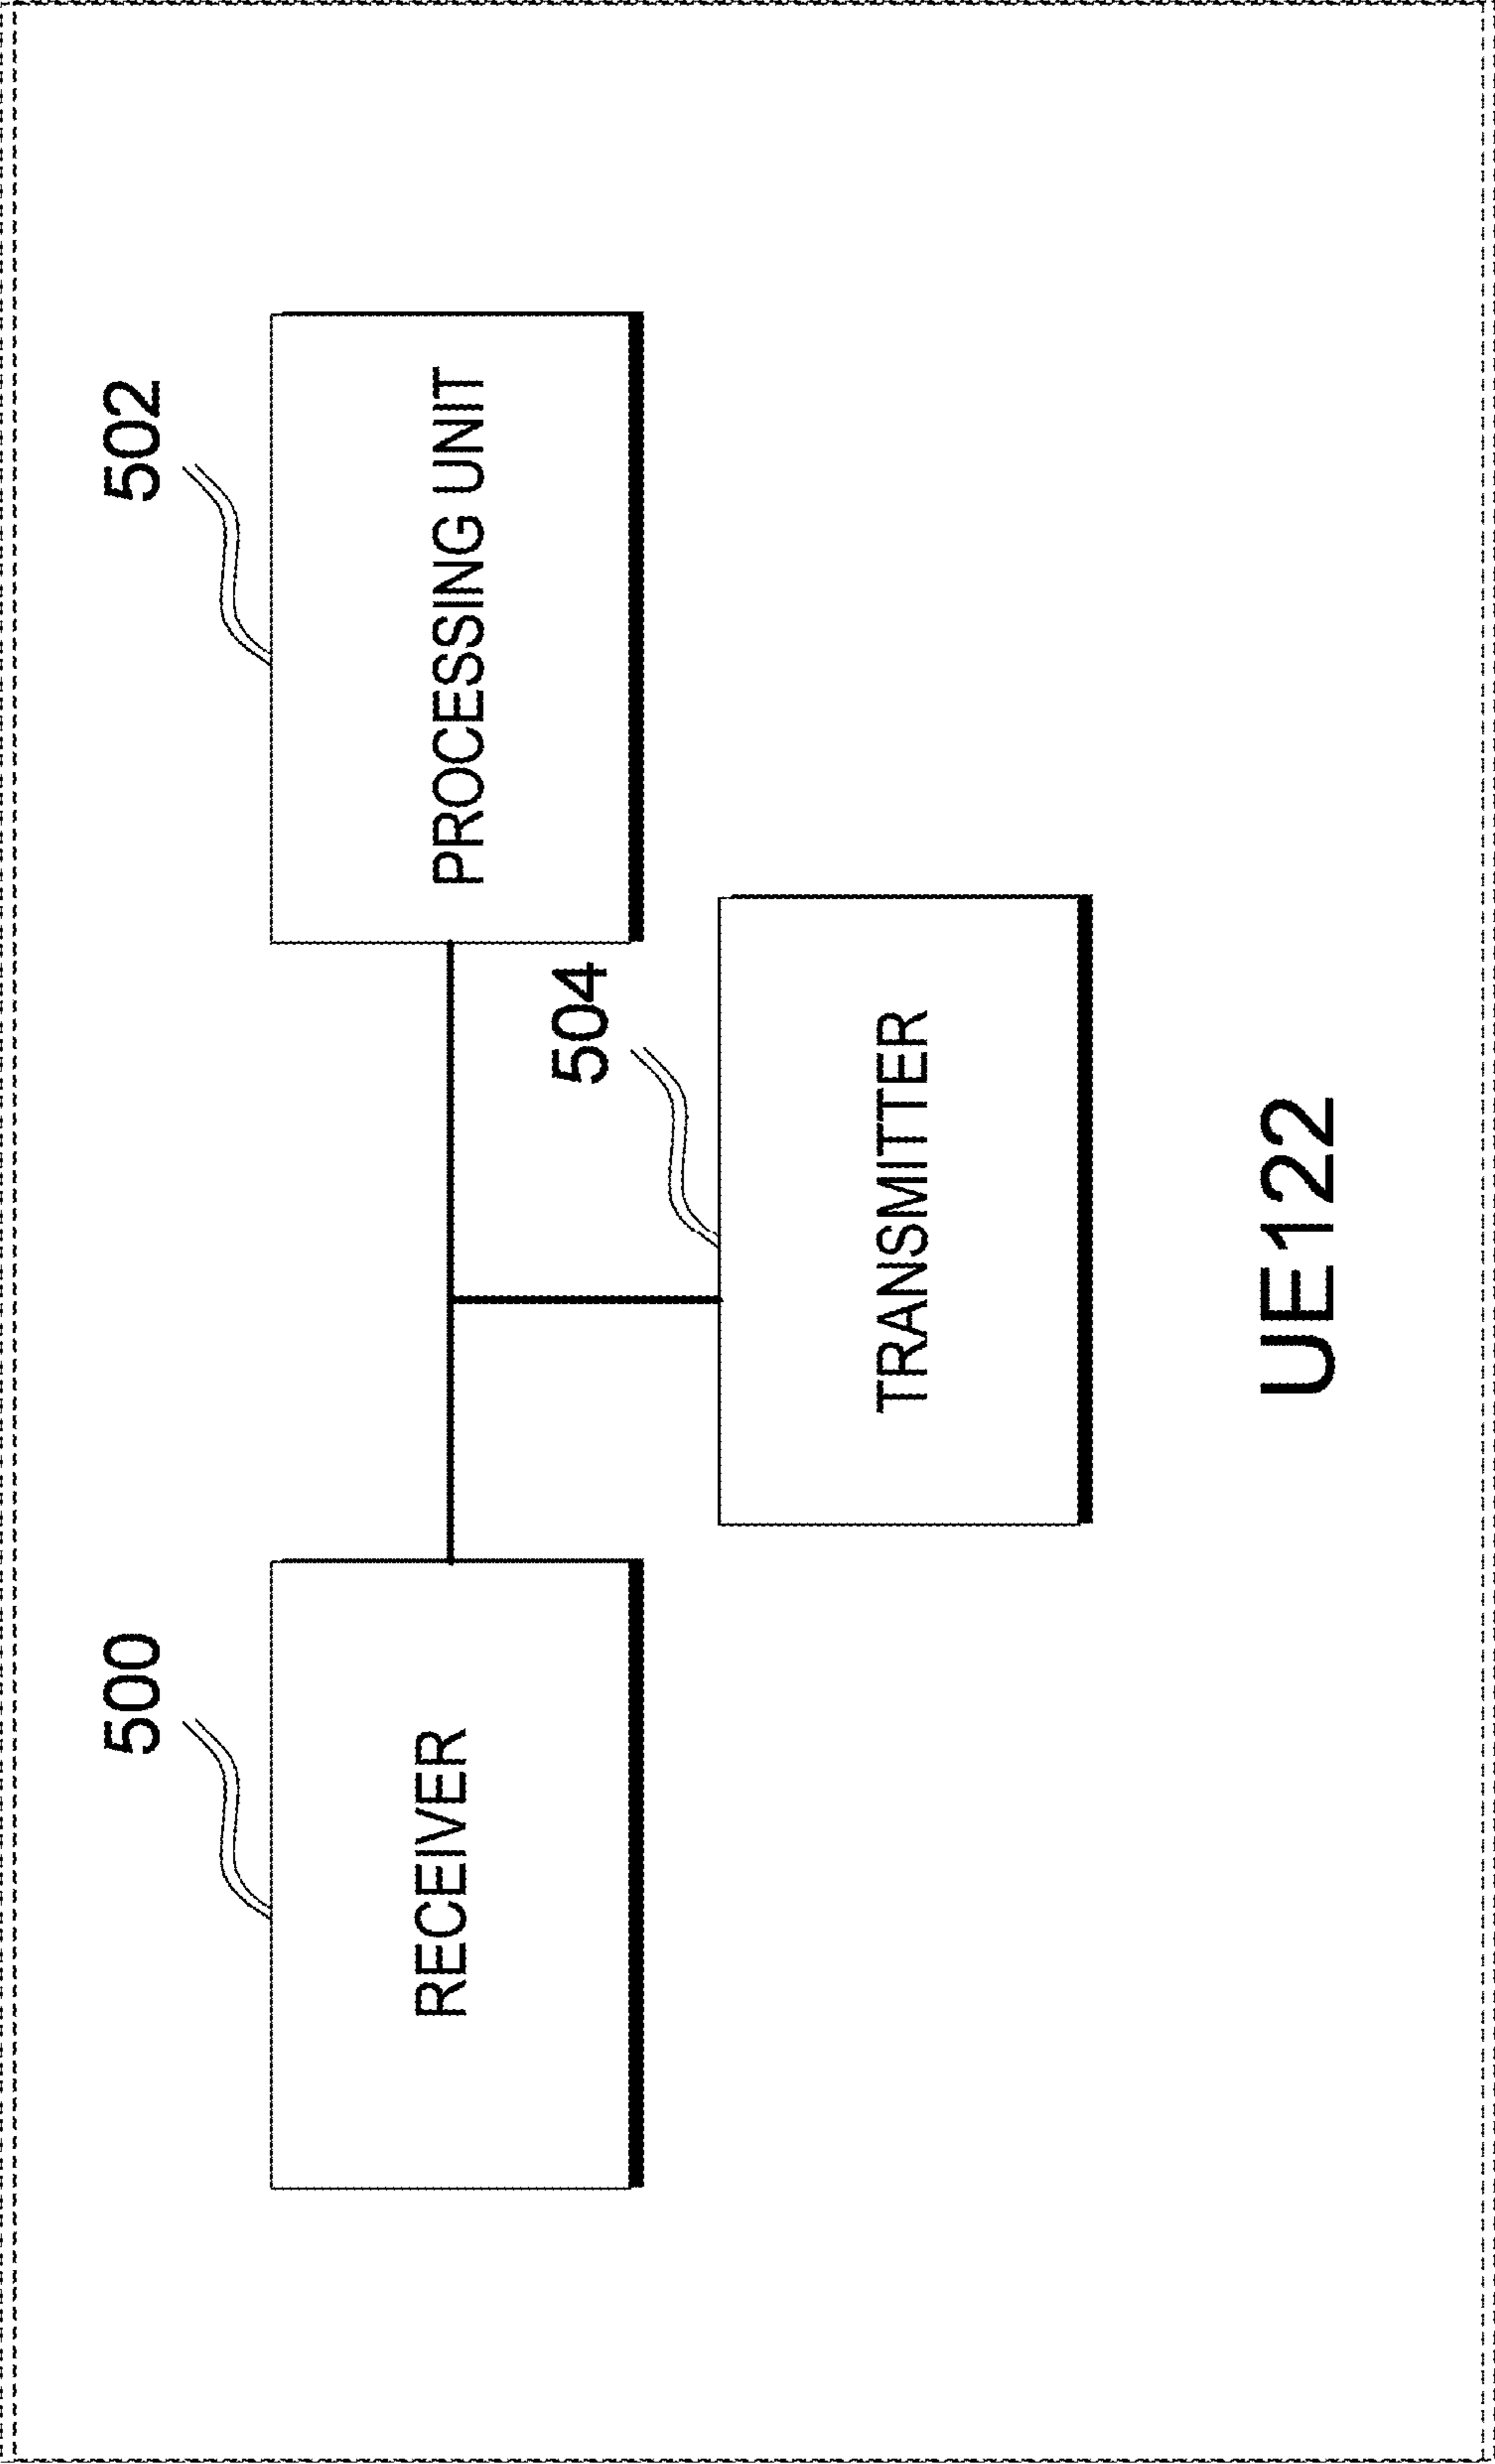 500
502
RECEIVER
PROCESSING UNIT
504
TRANSMITTER
UE122